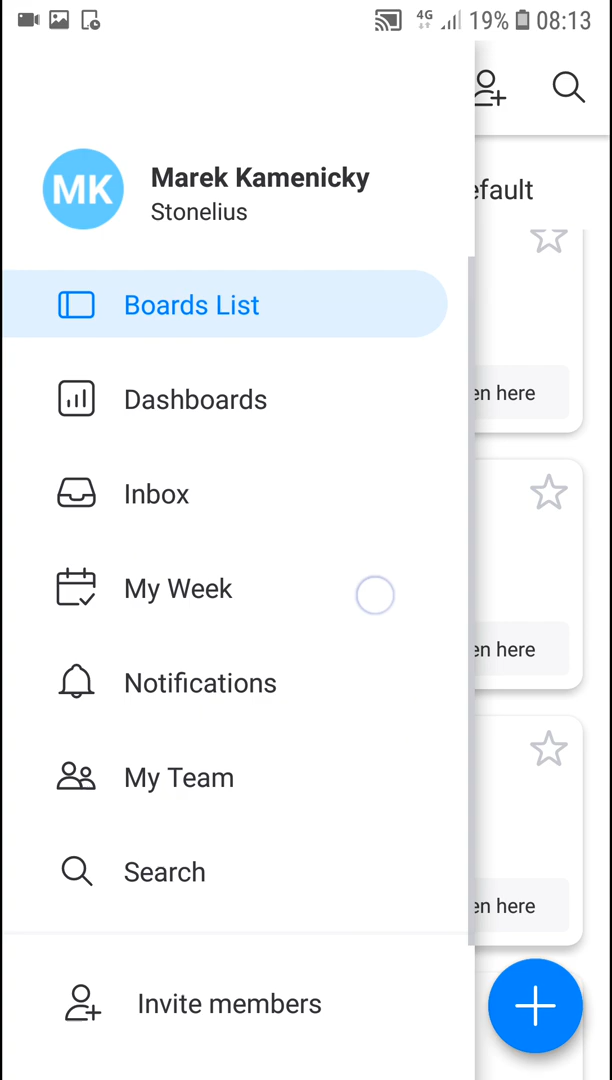 4G 19% 08:13
MK
Marek Kamenicky
Stonelius
efault
Boards List
en here
Dashboards
Inbox
My Week
en here
Notifications
My Team
Search
en here
Invite members